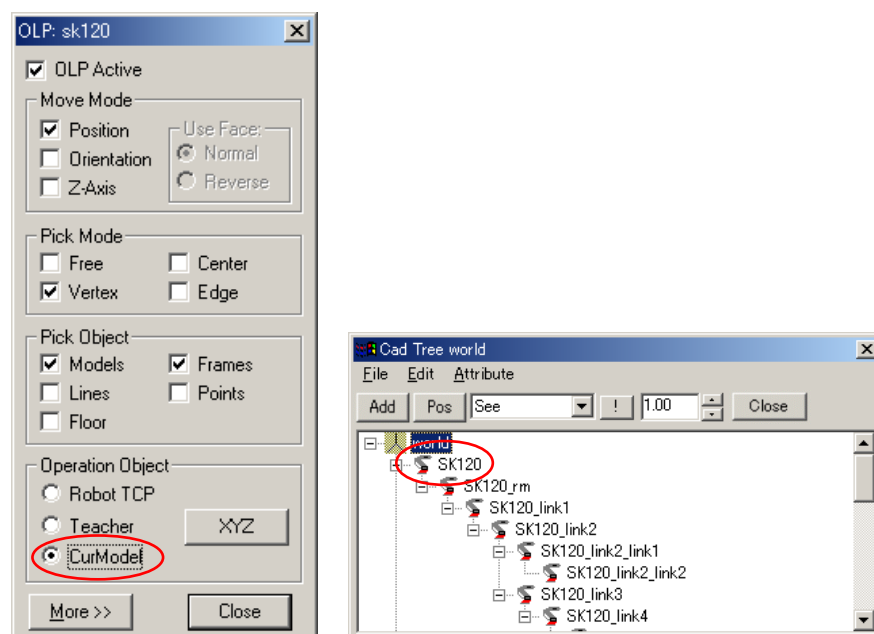 OLP: sk120
OLP Active
Move Mode
Position
Orientation
Z-Axis
Use Face:
Normal
Reverse
Pick Mode
Free
Center
Vertex
Edge
Pick Object
Models
Frames
Lines
Points
Floor
Operation Object
Robot TCP
Teacher
XYZ
CurModel
More >>
Close
Cad Tree world
File Edit Attribute
Add Pos See ! 1.00 Close
world
SK120
SK120_rm
SK120_link1
SK120_link2
SK120_link2_link1
SK120_link2_link2
SK120_link3
SK120_link4